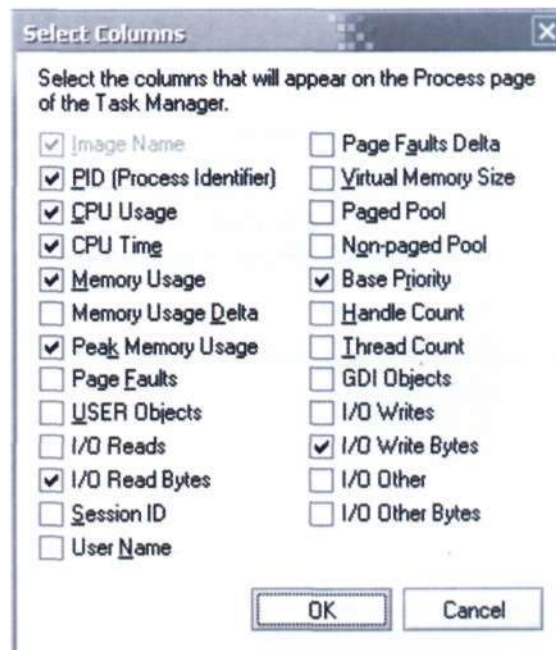 Select Columns
Select the columns that will appear on the Process page
of the Task Manager.
Image Name
PID (Process Identifier)
CPU Usage
CPU Time
Memory Usage
Memory Usage Delta
Peak Memory Usage
Page Faults
USER Objects
I/O Reads
I/O Read Bytes
Session ID
User Name
Page Faults Delta
Virtual Memory Size
Paged Pool
Non-paged Pool
Base Priority
Handle Count
Thread Count
GDI Objects
I/O Writes
I/O Write Bytes
I/O Other
I/O Other Bytes
OK
Cancel